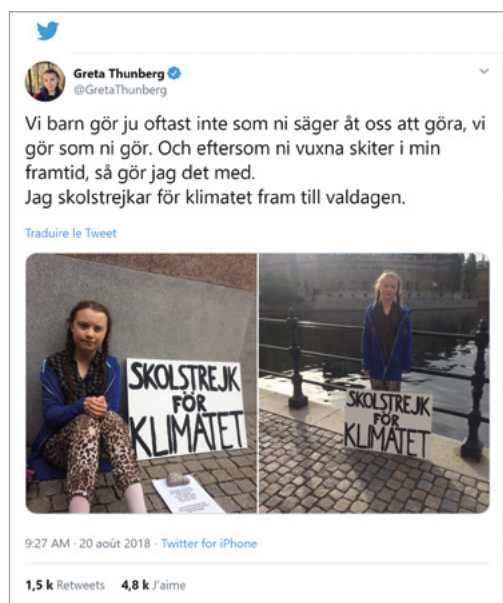 Greta Thunberg
@GretaThunberg
Vi barn gör ju oftast inte som ni säger åt oss att göra, vi
gör som ni gör. Och eftersom ni vuxna skiter i min
framtid, så gör jag det med.
Jag skolstrejkar för klimatet fram till valdagen.
Traduire le Tweet
SKOLSTREJK
FÖR
KLIMATET
SKOLSTREJK
FÖR
KLIMATET
9:27 AM · 20 août 2018 · Twitter for iPhone
1,5 k Retweets 4,8 k J'aime